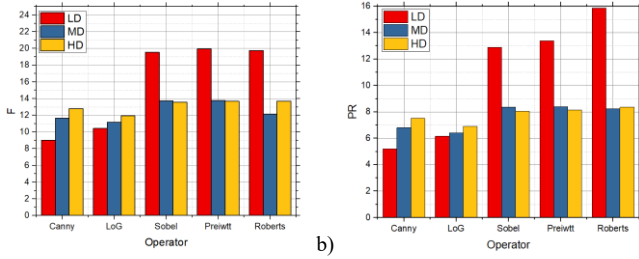 LD
MD
HD
24
22
20
18
16
14
12
10
8
6
4
2
0
F
Canny LoG Sobel Preiwtt Roberts
Operator
b)
LD
MD
HD
16
14
12
10
8
6
4
2
0
PR
Canny LoG Sobel Preiwtt Roberts
Operator